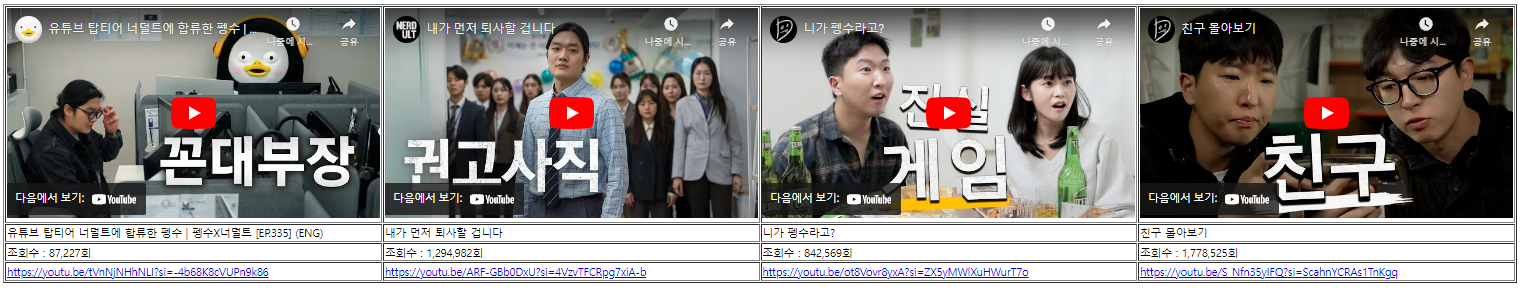 유튜브 탑티어 너덜트에 합류한 펭수 | ...
나중에 시...
공유
꼰대부장
다음에서 보기: YouTube
NERD
ULT
내가 먼저 퇴사할 겁니다
나중에 시...
공유
권고사직
다음에서 보기: YouTube
니가 펭수라고?
나중에 시...
공유
진실
게임
다음에서 보기: YouTube
친구 몰아보기
나중에 시...
공유
친구
다음에서 보기: YouTube
유튜브 탑티어 너덜트에 합류한 펭수 | 펭수X너덜트 [EP.335] (ENG)
내가 먼저 퇴사할 겁니다
니가 펭수라고?
친구 몰아보기
조회수 : 87,227회
조회수 : 1,294,982회
조회수 : 842,569회
조회수 : 1,778,525회
https://youtu.be/tVnNjNHhNLI?si=-4b68K8cVUPn9k86
https://youtu.be/ARF-GBb0DxU?si=4VzvTFCRpg7xiA-b
https://youtu.be/ot8Vovr8yxA?si=ZX5yMWlXuHWurT7o
https://youtu.be/S_Nfn35yIFQ?si=ScahnYCRAs1TnKgq